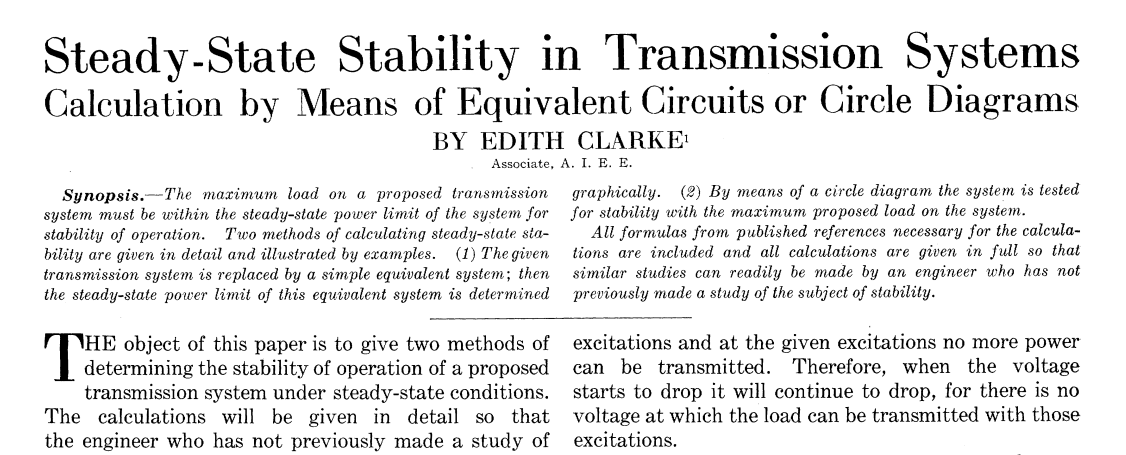 Steady-State Stability in Transmission Systems
Calculation by Means of Equivalent Circuits or Circle Diagrams
BY EDITH CLARKE¹
Associate, A. I. E. E.
Synopsis.—The maximum load on a proposed transmission
system must be within the steady-state power limit of the system for
stability of operation. Two methods of calculating steady-state sta-
bility are given in detail and illustrated by examples. (1) The given
transmission system is replaced by a simple equivalent system; then
the steady-state power limit of this equivalent system is determined
graphically. (2) By means of a circle diagram the system is tested
for stability with the maximum proposed load on the system.
All formulas from published references necessary for the calcula-
tions are included and all calculations are given in full so that
similar studies can readily be made by an engineer who has not
previously made a study of the subject of stability.
THE object of this paper is to give two methods of
determining the stability of operation of a proposed
transmission system under steady-state conditions.
The calculations will be given in detail so that
the engineer who has not previously made a study of
excitations and at the given excitations no more power
can be transmitted. Therefore, when the voltage
starts to drop it will continue to drop, for there is no
voltage at which the load can be transmitted with those
excitations.